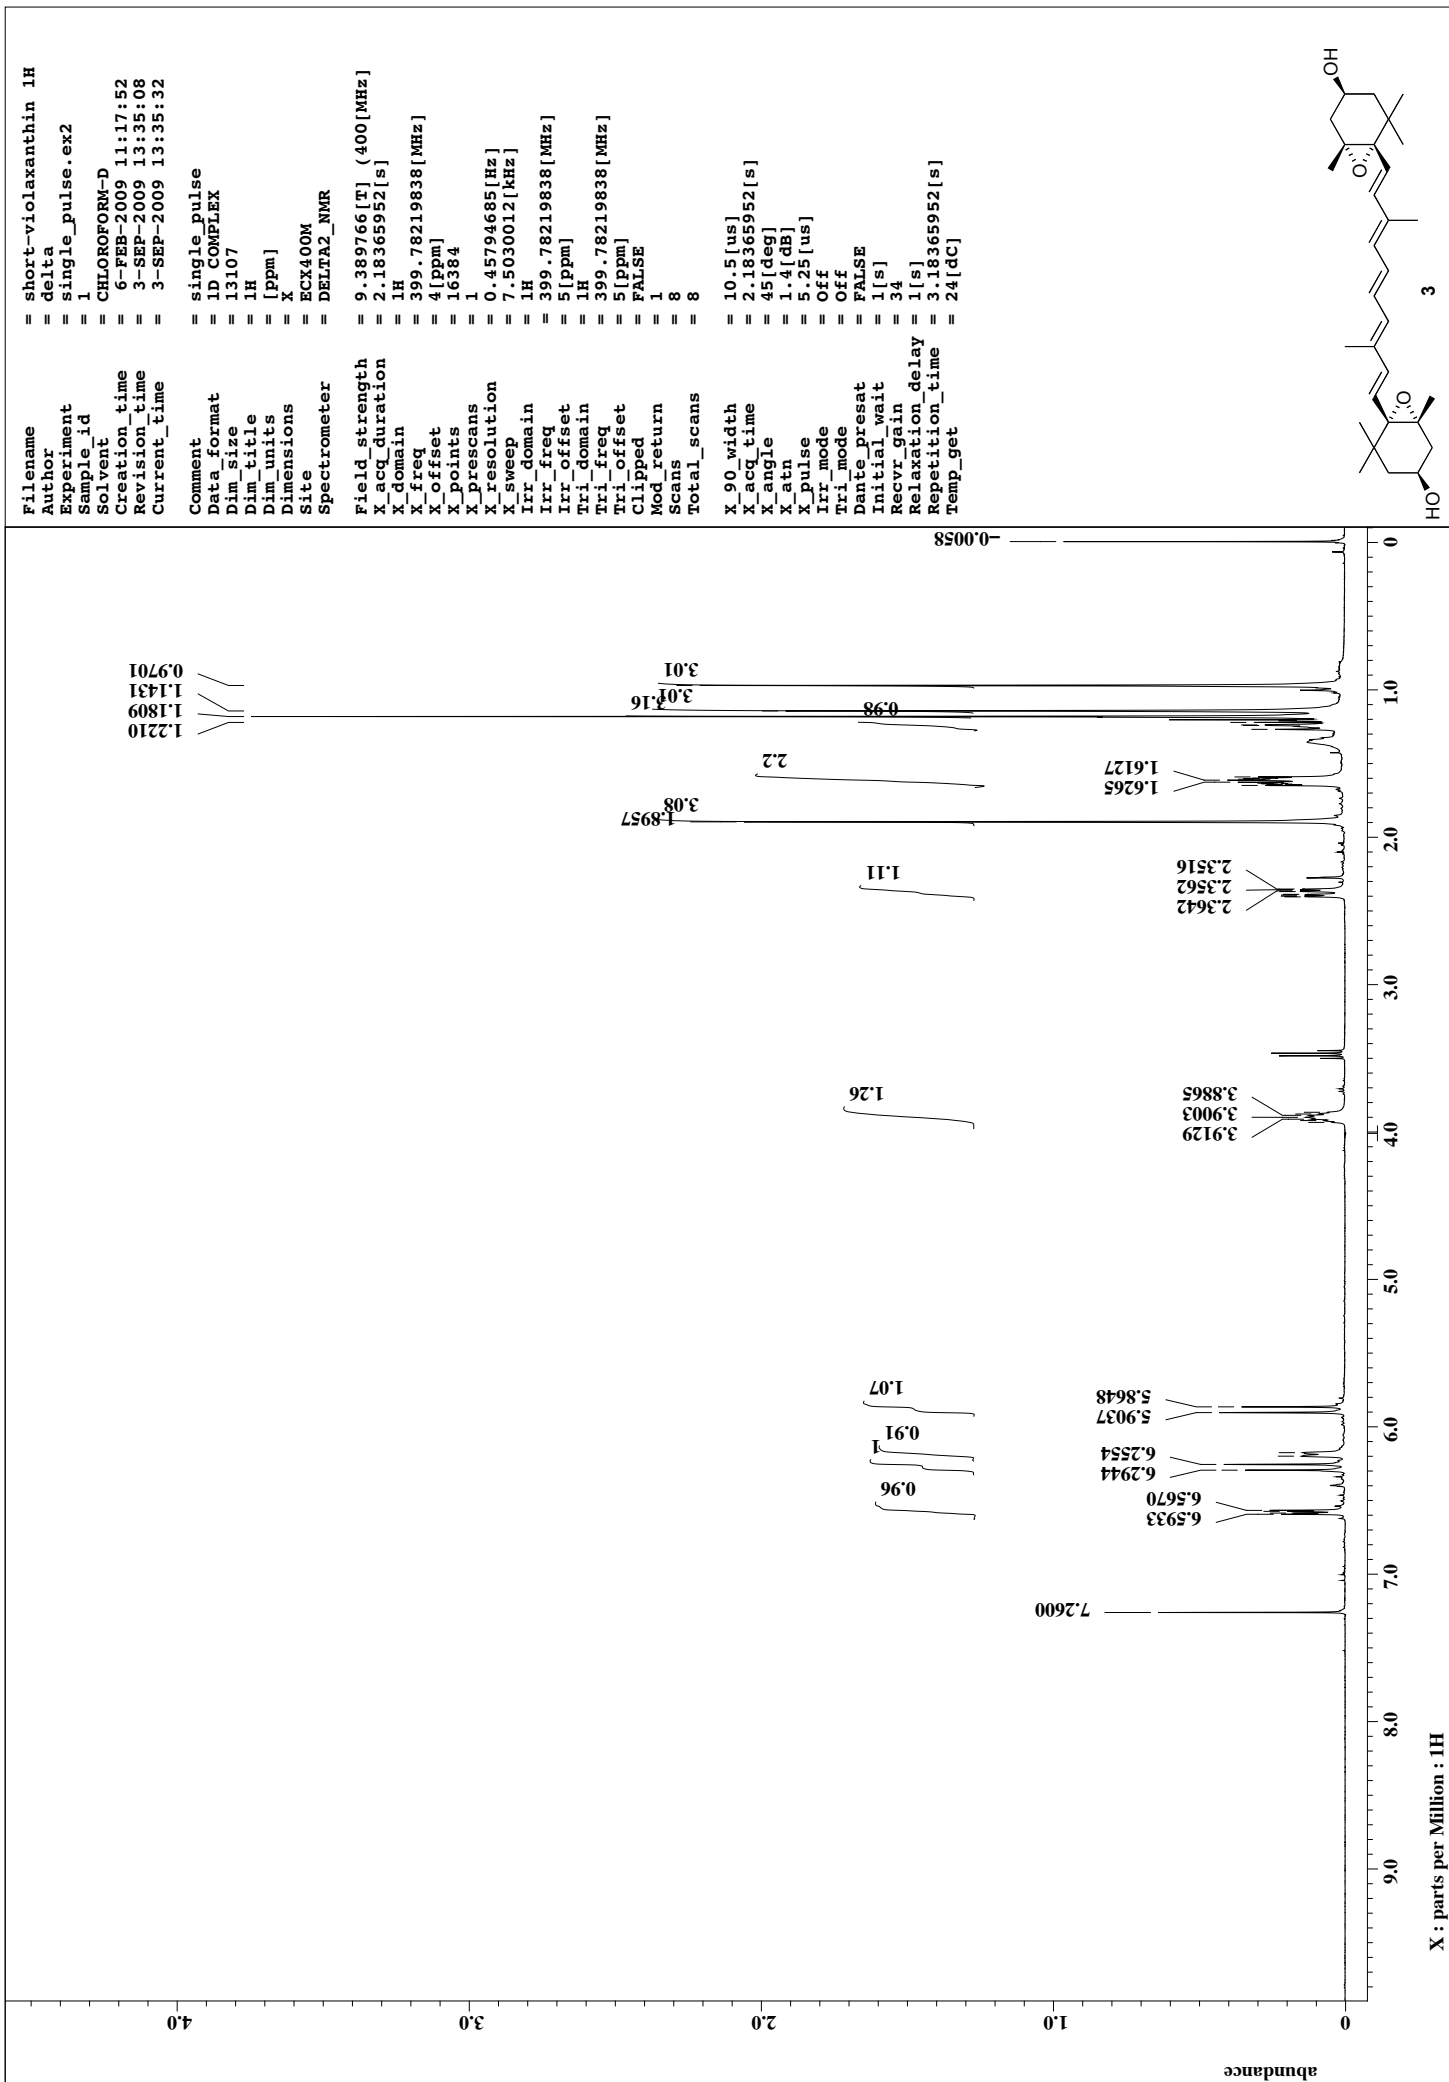 Filename = short-violaxanthin 1H
Author = delta
Experiment = single_pulse.ex2
Sample_id = 1
Solvent = CHLOROFORM-D
Creation_time = 6-FEB-2009 11:17:52
Revision_time = 3-SEP-2009 13:35:08
Current_time = 3-SEP-2009 13:35:32
Comment = single_pulse
Data_format = 1D COMPLEX
Dim_size = 13107
Dim_title = 1H
Dim_units = [ppm]
Dimensions = X
Site = ECX400M
Spectrometer = DELTA2_NMR
Field_strength = 9.389766[T] (400[MHz]
X_acq_duration = 2.18365952[s]
X_domain = 1H
X_freq = 399.78219838[MHz]
X_offset = 4[ppm]
X_points = 16384
X_prescans = 1
X_resolution = 0.45794685[Hz]
X_sweep = 7.5030012[kHz]
Irr_domain = 1H
Irr_freq = 399.78219838[MHz]
Irr_offset = 5[ppm]
Tri_domain = 1H
Tri_freq = 399.78219838[MHz]
Tri_offset = 5[ppm]
Clipped = FALSE
Mod_return = 1
Scans = 8
Total_scans = 8
X_90_width = 10.5[us]
X_acq_time = 2.18365952[s]
X_angle = 45[deg]
X_atn = 1.4[dB]
X_pulse = 5.25[us]
Irr_mode = Off
Tri_mode = Off
Dante_presat = FALSE
Initial_wait = 1[s]
Recvr_gain = 34
Relaxation_delay = 1[s]
Repetition_time = 3.18365952[s]
Temp_get = 24[dC]
HO
O
O
OH
3
abundance
0
1.0
2.0
3.0
4.0
7.2600
6.5933
6.5670
6.2944
6.2554
5.9037
5.8648
3.9129
3.9003
3.8865
2.3642
2.3562
2.3516
1.8957
1.6265
1.6127
1.2210
1.1809
1.1431
0.9701
-0.0058
0.96
1
0.91
1.07
1.26
1.11
3.08
2.2
0.98
3.16
3.01
3.01
9.0
8.0
7.0
6.0
5.0
4.0
3.0
2.0
1.0
0
X : parts per Million : 1H